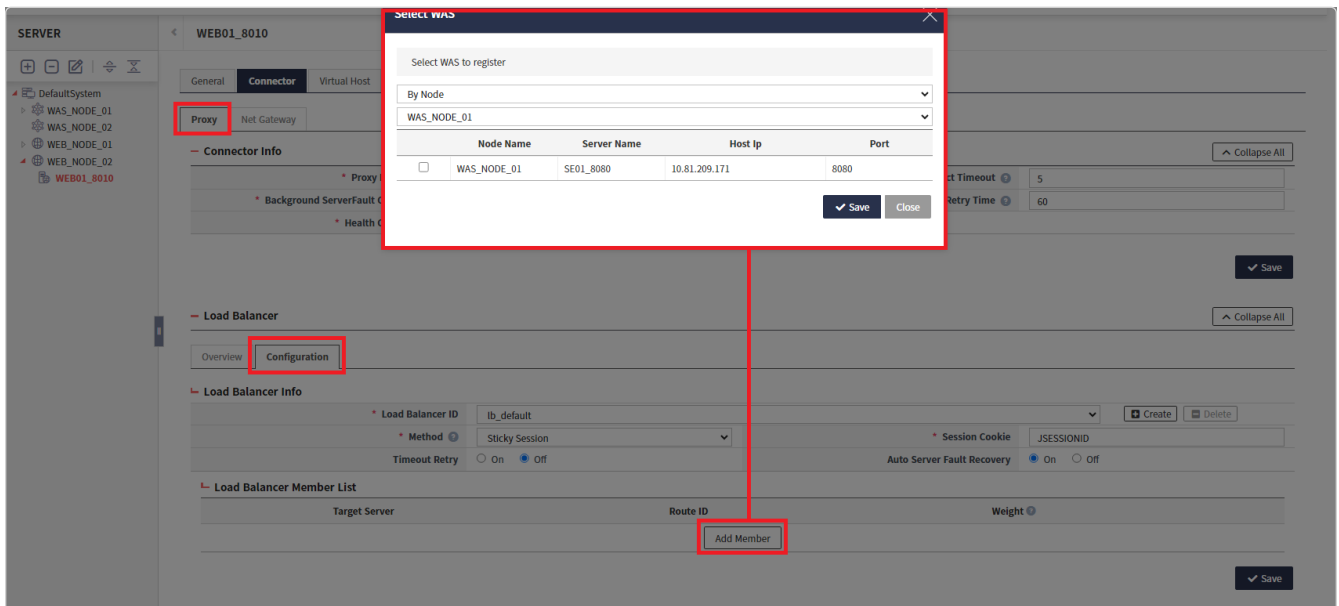 SERVER
DefaultSystem
WAS_NODE_01
WAS_NODE_02
WEB_NODE_01
WEB_NODE_02
WEB01_8010
WEB01_8010
General Connector Virtual Host
Proxy Net Gateway
Connector Info
Collapse All
* Proxy
ct Timeout 5
* Background ServerFault
Retry Time 60
* Health
Save
Select WAS
Select WAS to register
By Node
WAS_NODE_01
Node Name Server Name Host Ip Port
WAS_NODE_01 SE01_8080 10.81.209.171 8080
Save Close
Load Balancer
Collapse All
Overview Configuration
Load Balancer Info
* Load Balancer ID lb_default Create Delete
* Method Sticky Session * Session Cookie JSESSIONID
Timeout Retry On Off Auto Server Fault Recovery On Off
Load Balancer Member List
Target Server Route ID Weight
Add Member
Save